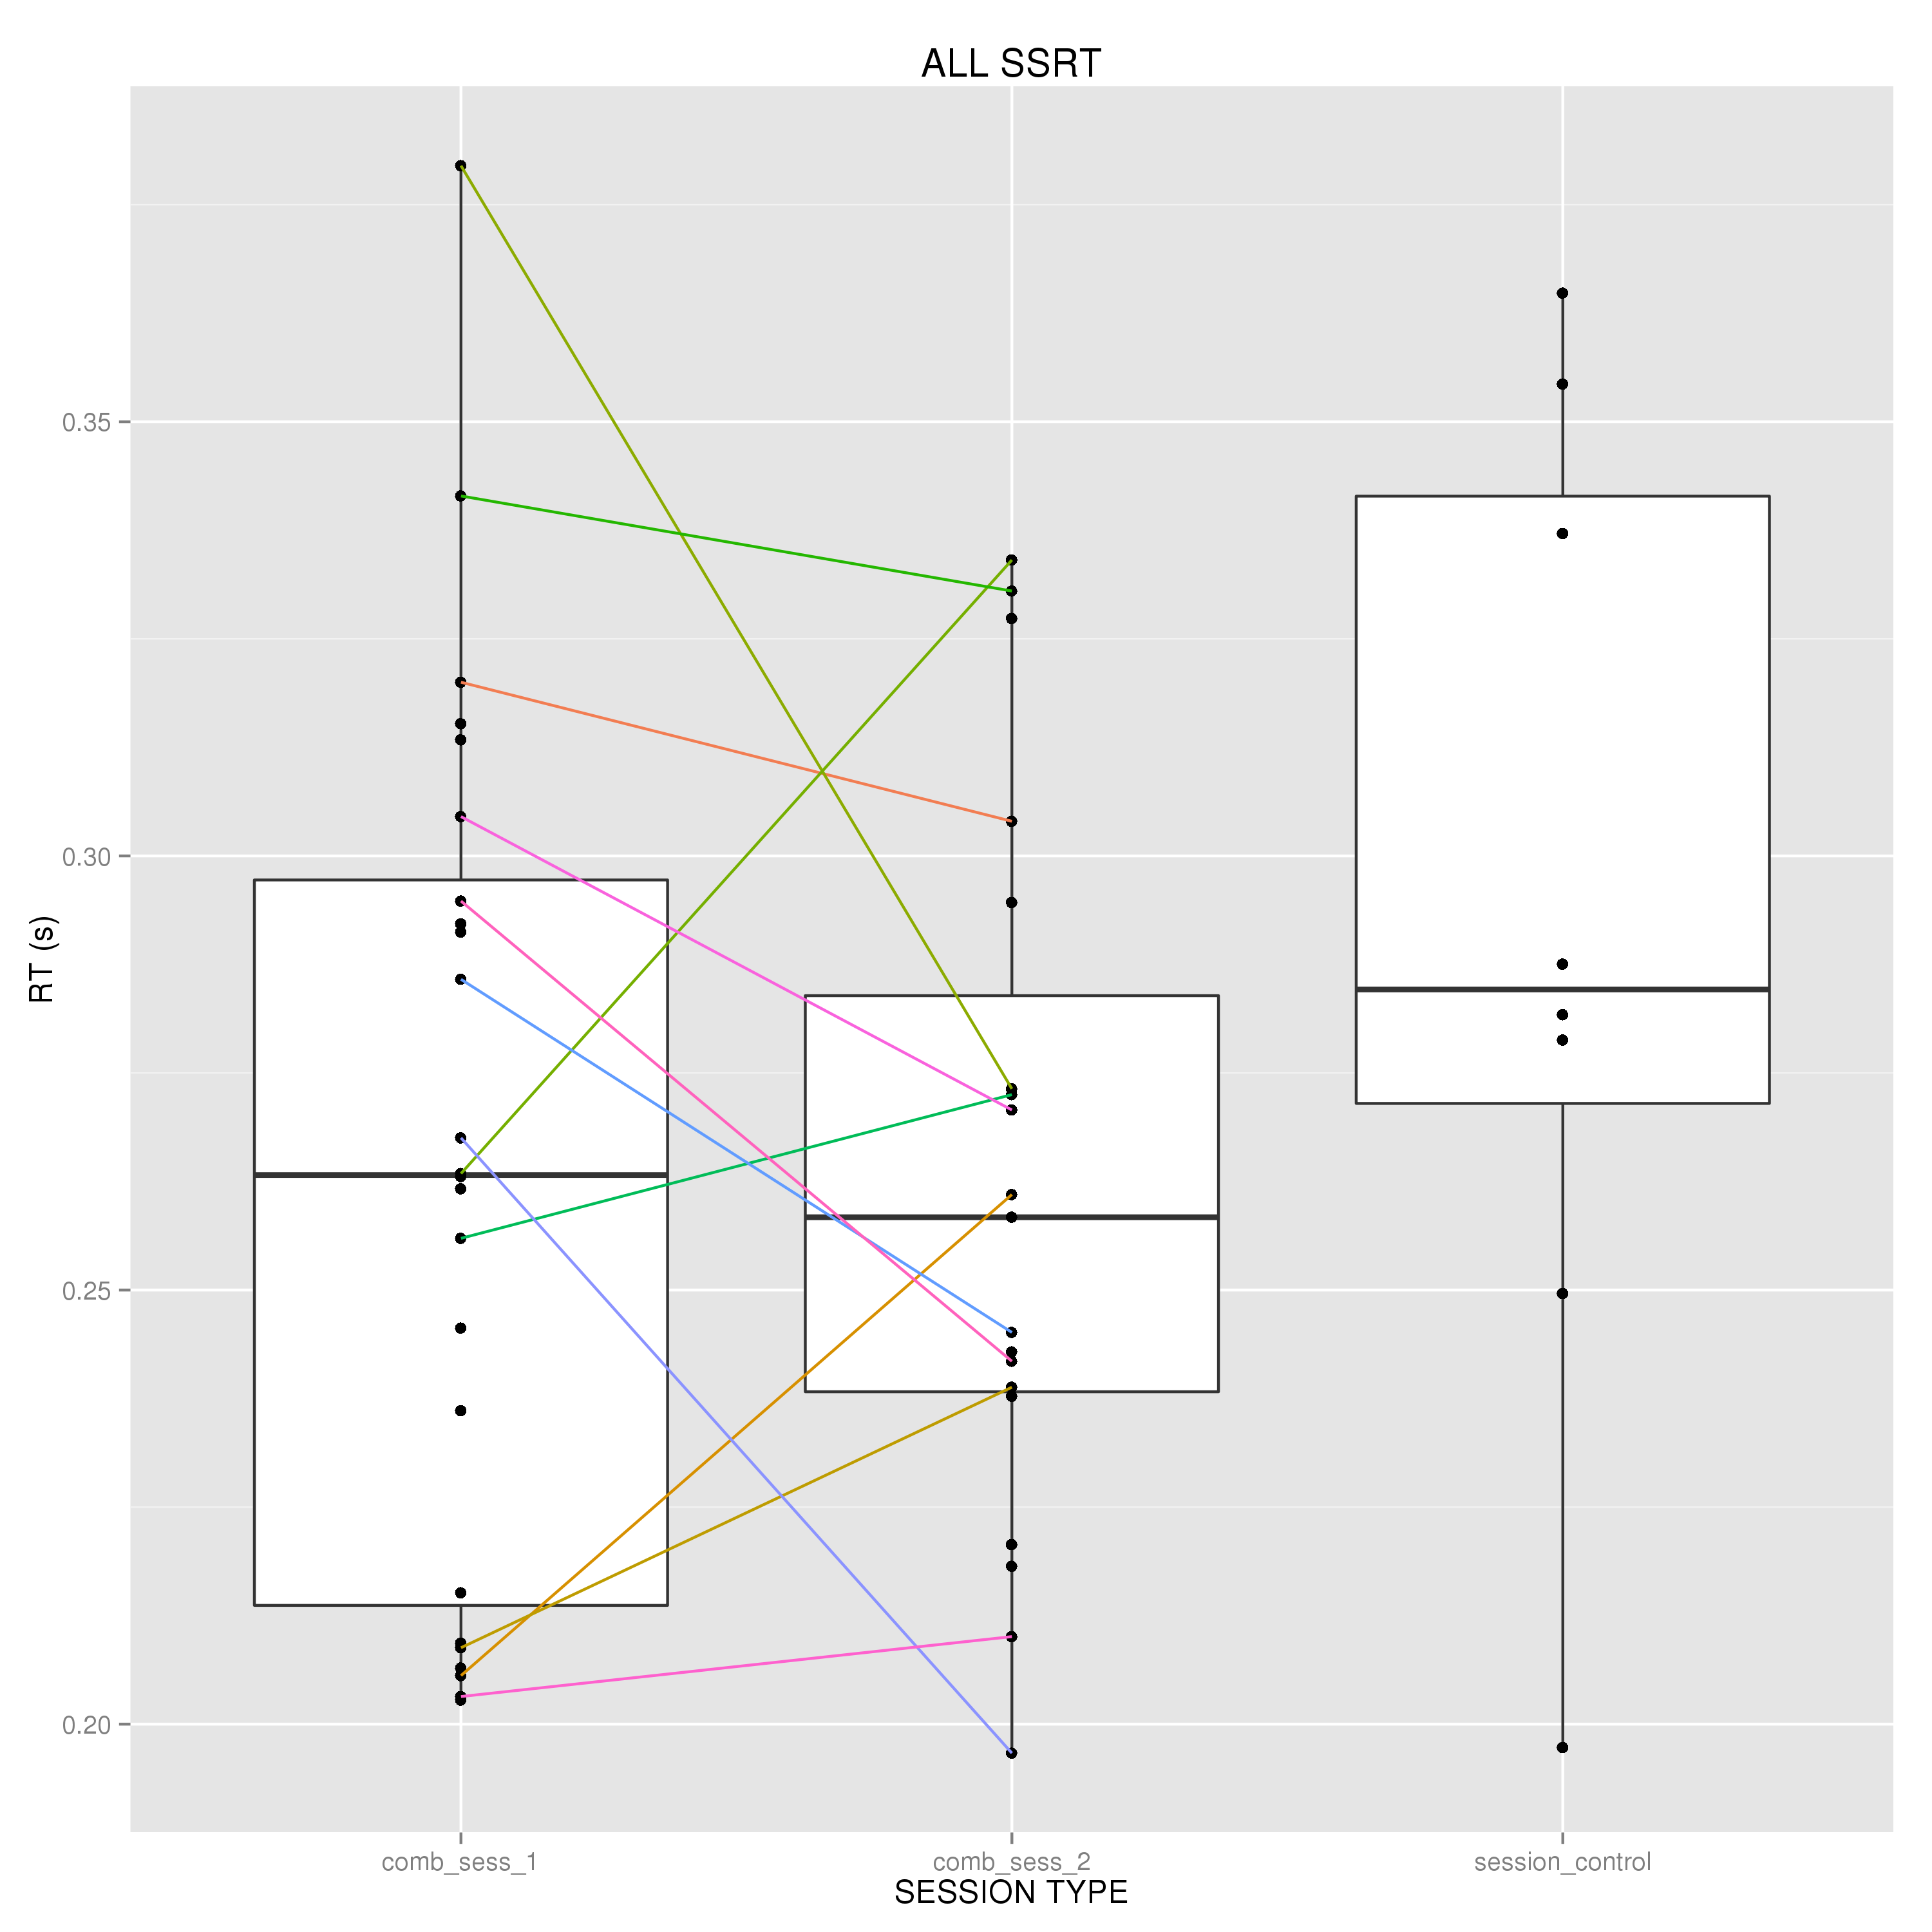 ALL SSRT
RT (s)
0.35
0.30
0.25
0.20
comb_sess_1
comb_sess_2
session_control
SESSION TYPE